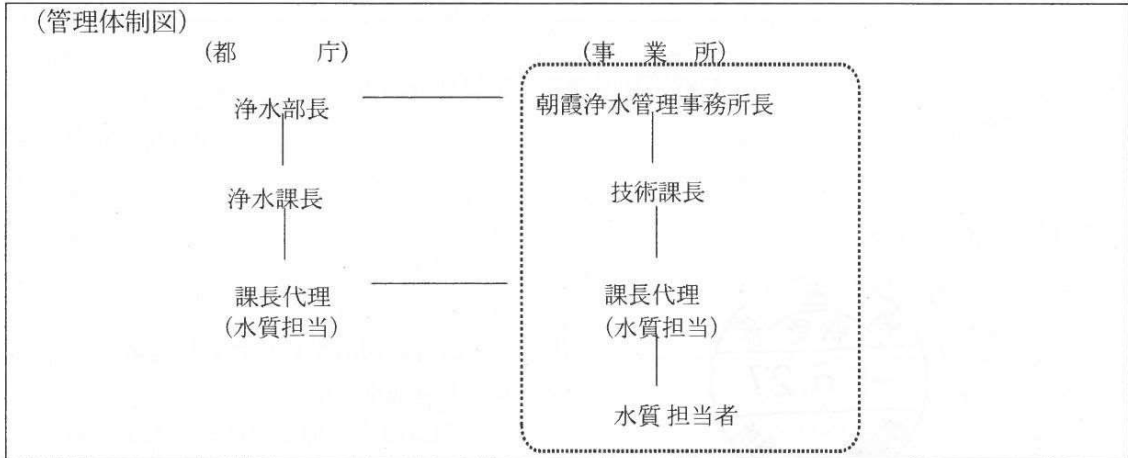 (管理体制図)
(都　　庁)　(事　業　所)
浄水部長　朝霞浄水管理事務所長
浄水課長　技術課長
課長代理　課長代理
(水質担当)　(水質担当)
水質 担当者